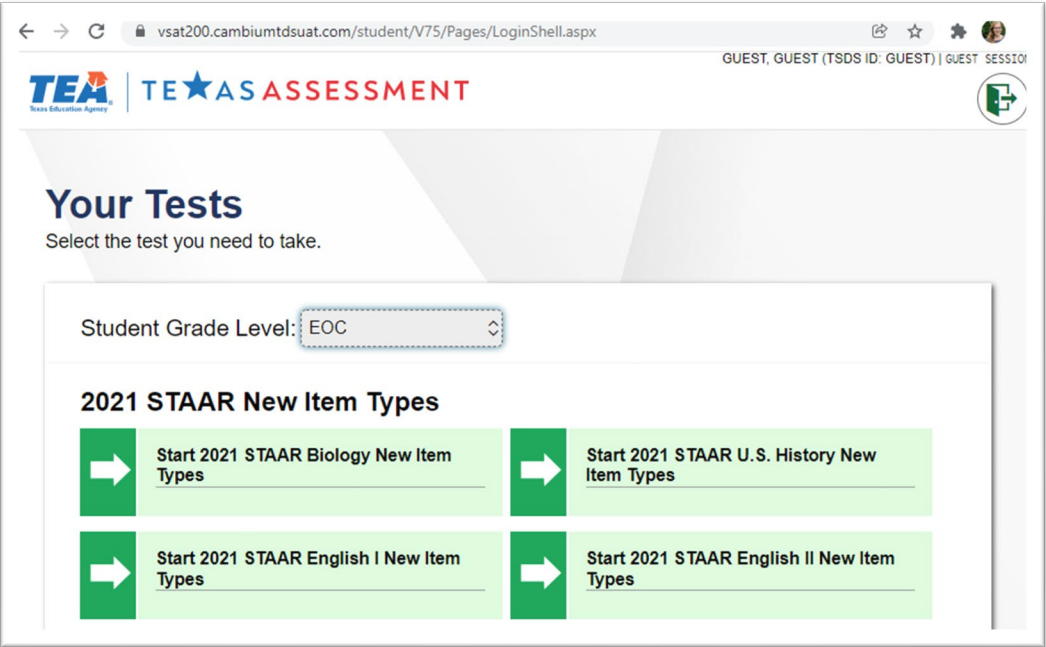 vsat200.cambiumtdsuat.com/student/V75/Pages/LoginShell.aspx
GUEST, GUEST (TSDS ID: GUEST) | GUEST SESSION
TEA
Texas Education Agency
TEXAS ASSESSMENT
Your Tests
Select the test you need to take.
Student Grade Level: EOC
2021 STAAR New Item Types
Start 2021 STAAR Biology New Item
Types
Start 2021 STAAR U.S. History New
Item Types
Start 2021 STAAR English I New Item
Types
Start 2021 STAAR English II New Item
Types